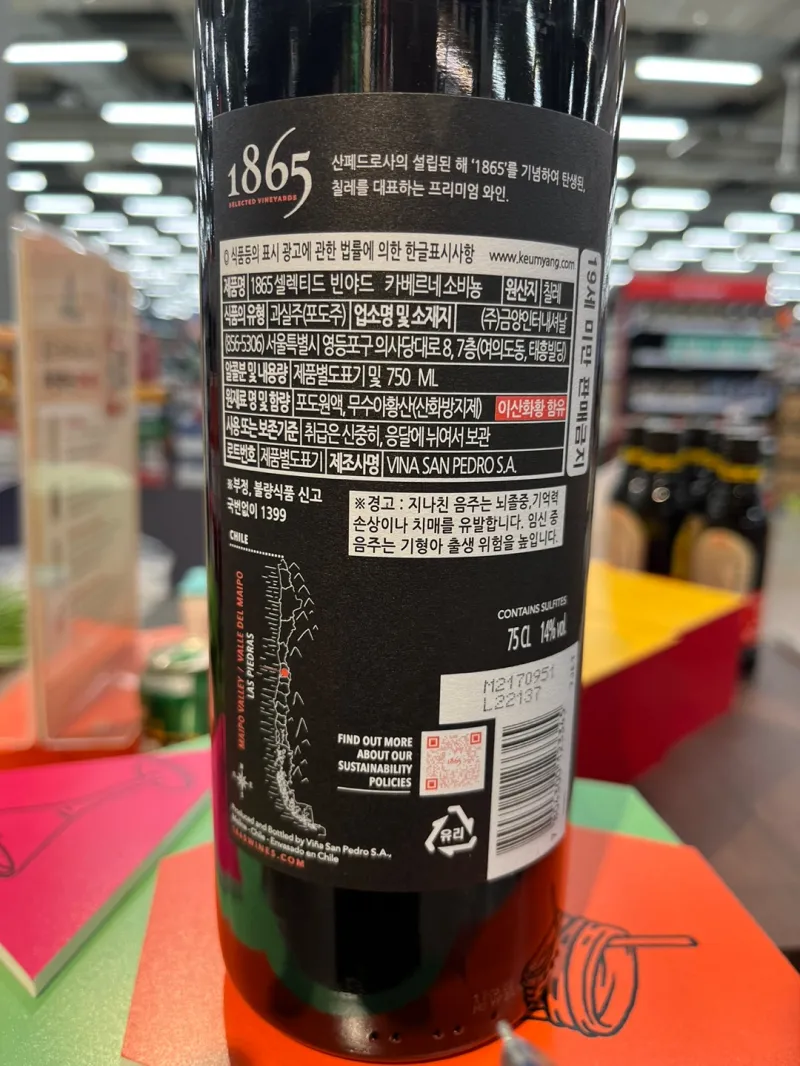 1865
SELECTED VINEYARDS
산페드로사의 설립된 해 '1865'를 기념하여 탄생된,
칠레를 대표하는 프리미엄 와인.
◎ 식품등의 표시 광고에 관한 법률에 의한 한글표시사항 www.keumyang.com
제품명 1865 셀렉티드 빈야드 카베르네 소비뇽 원산지 칠레
식품의 유형 과실주(포도주) 업소명 및 소재지 (주)금양인터내셔날
(856-5306) 서울특별시 영등포구 의사당대로 8, 7층(여의도동, 태흥빌딩)
알콜분 및 내용량 제품별도표기 및 750 ML
원재료 명 및 함량 포도원액, 무수아황산(산화방지제) 이산화황 함유
사용 또는 보존기준 취급은 신중히, 응달에 뉘여서 보관
로트번호 제품별도표기 제조사명 VINA SAN PEDRO S.A.
19세 미만 판매금지
※부정, 불량식품 신고
국번없이 1399
※경고 : 지나친 음주는 뇌졸중, 기억력
손상이나 치매를 유발합니다. 임신 중
음주는 기형아 출생 위험을 높입니다.
CHILE
MAIPO VALLEY / VALLE DEL MAIPO
LAS PIEDRAS
CONTAINS SULFITES
75 CL 14% vol.
M2170951
L22137
FIND OUT MORE
ABOUT OUR
SUSTAINABILITY
POLICIES
유리
Produced and Bottled by Viña San Pedro S.A.,
Molina - Chile - Envasado en Chile
1865WINES.COM